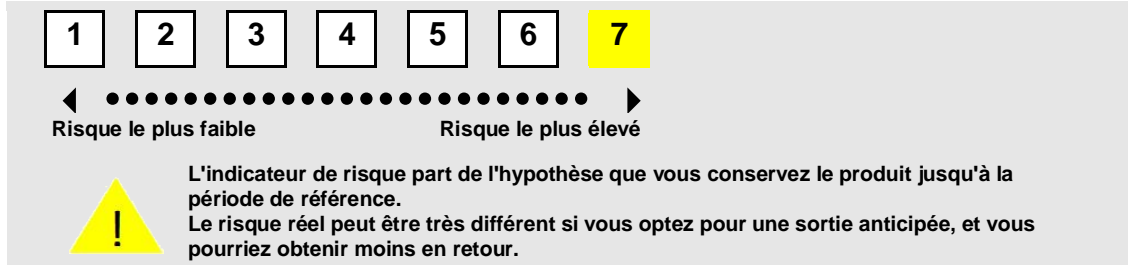 1 2 3 4 5 6 7
Risque le plus faible Risque le plus élevé
L'indicateur de risque part de l'hypothèse que vous conservez le produit jusqu'à la
période de référence.
Le risque réel peut être très différent si vous optez pour une sortie anticipée, et vous
pourriez obtenir moins en retour.
!